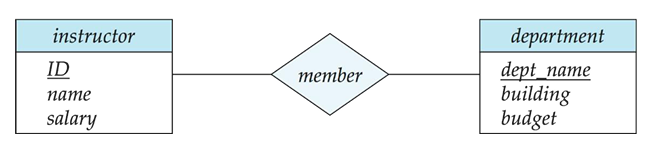 instructor
ID
name
salary
member
department
dept_name
building
budget